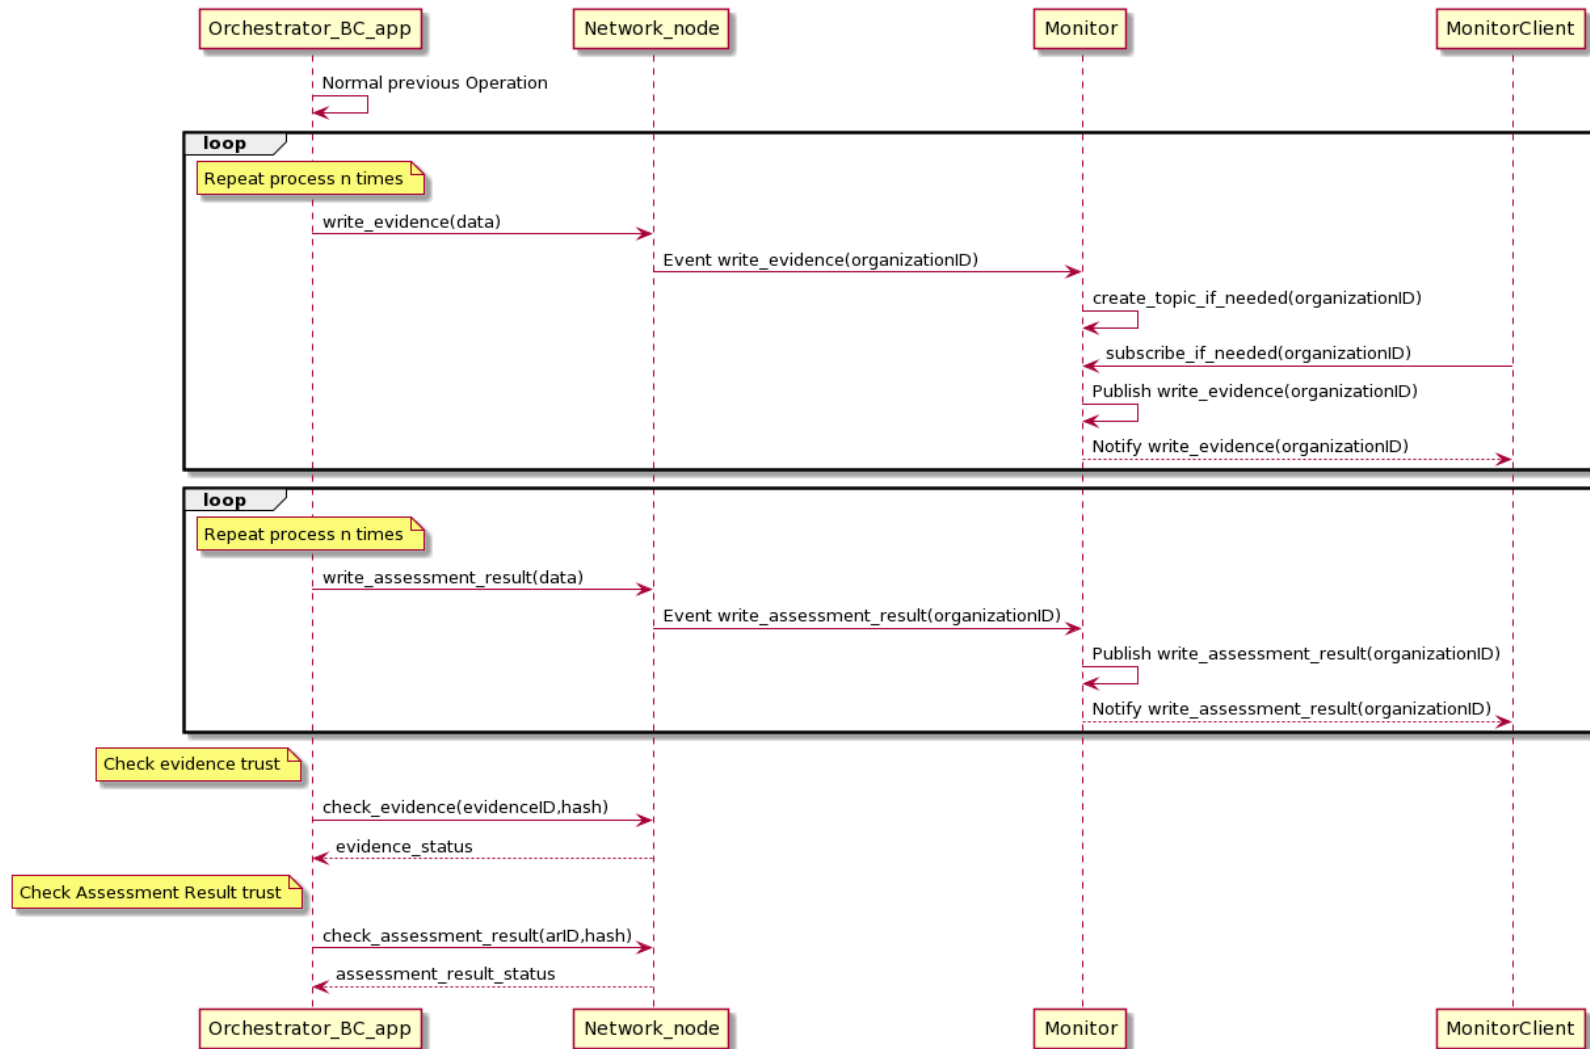 Orchestrator_BC_app Network_node Monitor MonitorClient
Normal previous Operation
loop
Repeat process n times
write_evidence(data)
Event write_evidence(organizationID)
create_topic_if_needed(organizationID)
subscribe_if_needed(organizationID)
Publish write_evidence(organizationID)
Notify write_evidence(organizationID)
loop
Repeat process n times
write_assessment_result(data)
Event write_assessment_result(organizationID)
Publish write_assessment_result(organizationID)
Notify write_assessment_result(organizationID)
Check evidence trust
check_evidence(evidenceID,hash)
evidence_status
Check Assessment Result trust
check_assessment_result(arID,hash)
assessment_result_status
Orchestrator_BC_app Network_node Monitor MonitorClient